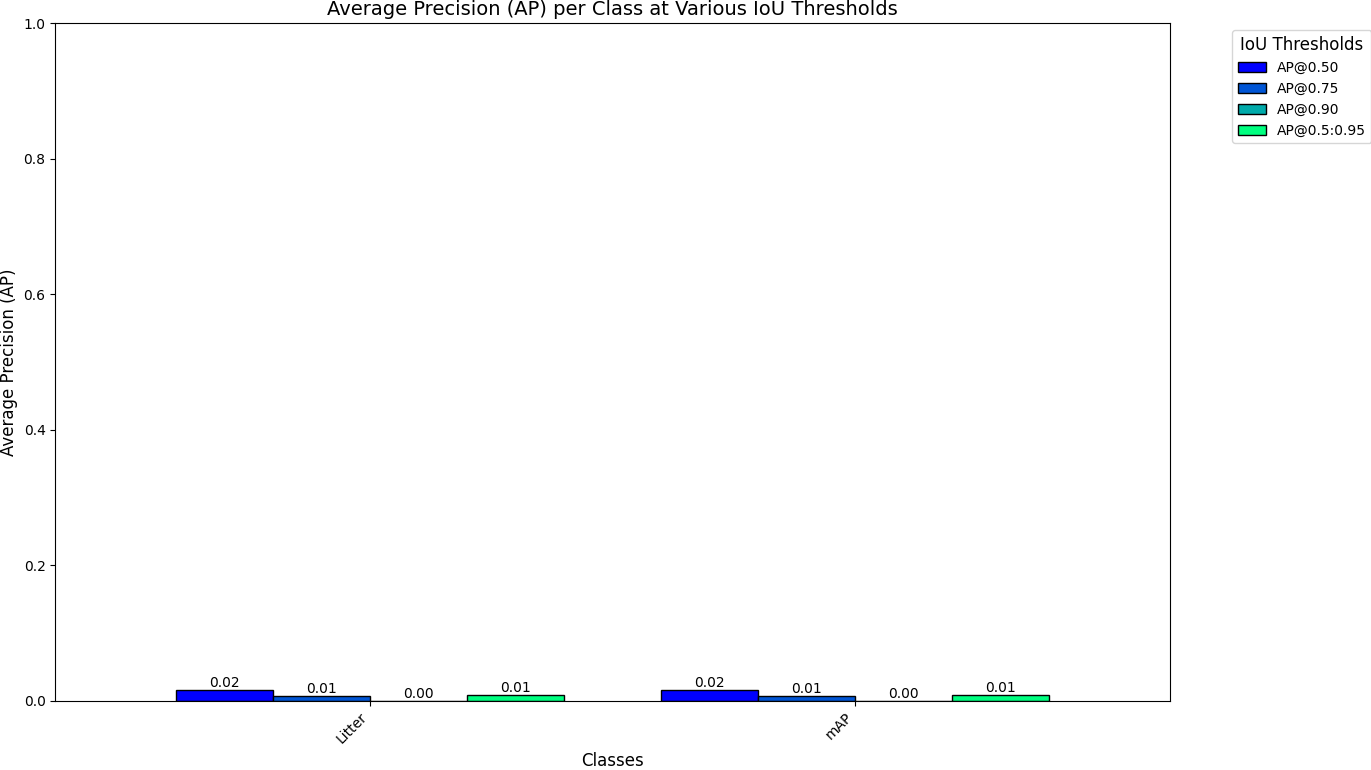 Average Precision (AP) per Class at Various IoU Thresholds
IoU Thresholds
AP@0.50
AP@0.75
AP@0.90
AP@0.5:0.95
Average Precision (AP)
1.0
0.8
0.6
0.4
0.2
0.0
0.02
0.01
0.00
0.01
0.02
0.01
0.00
0.01
Litter
mAP
Classes